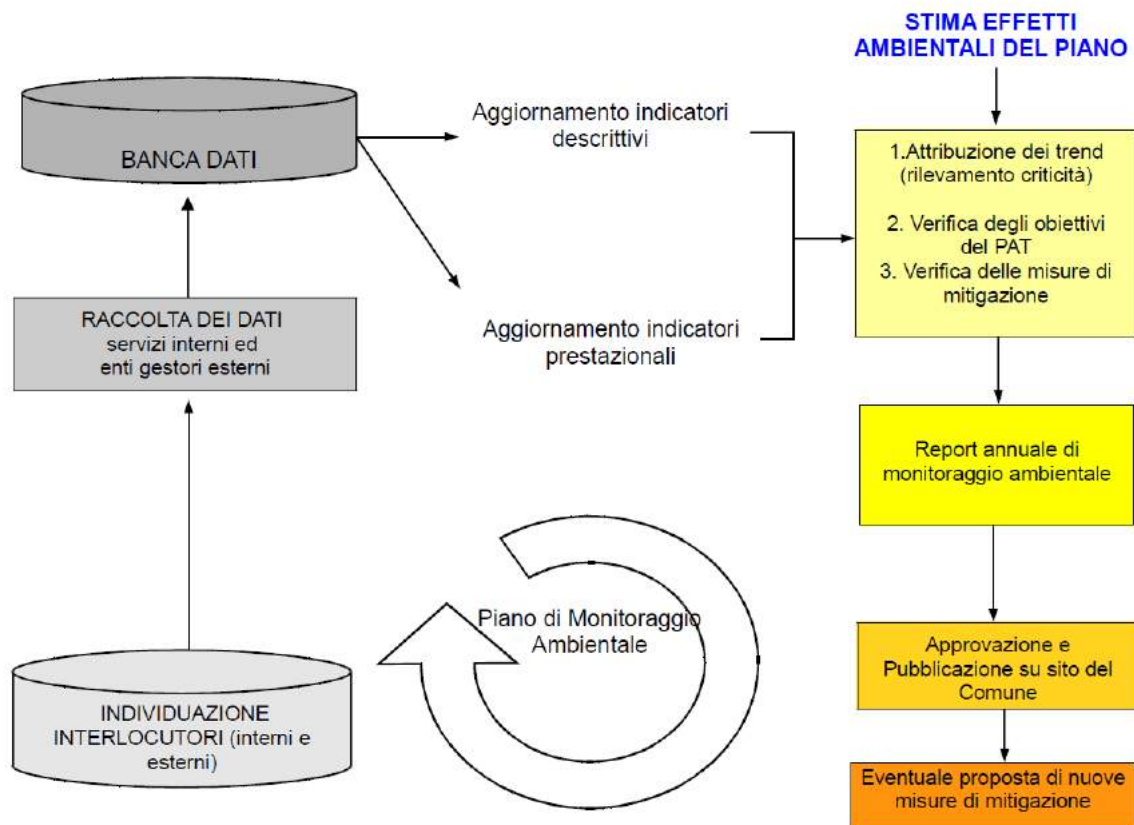 STIMA EFFETTI
AMBIENTALI DEL PIANO
BANCA DATI
Aggiornamento indicatori
descrittivi
1.Attribuzione dei trend
(rilevamento criticità)
2. Verifica degli obiettivi
del PAT
3. Verifica delle misure di
mitigazione
RACCOLTA DEI DATI
servizi interni ed
enti gestori esterni
Aggiornamento indicatori
prestazionali
Report annuale di
monitoraggio ambientale
Piano di Monitoraggio
Ambientale
INDIVIDUAZIONE
INTERLOCUTORI (interni e
esterni)
Approvazione e
Pubblicazione su sito del
Comune
Eventuale proposta di nuove
misure di mitigazione